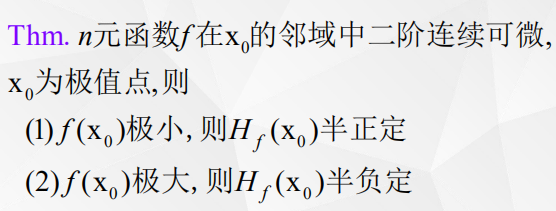 Thm. n元函数f在x₀的邻域中二阶连续可微,
x₀为极值点,则
(1)f(x₀)极小,则H_f(x₀)半正定
(2)f(x₀)极大,则H_f(x₀)半负定